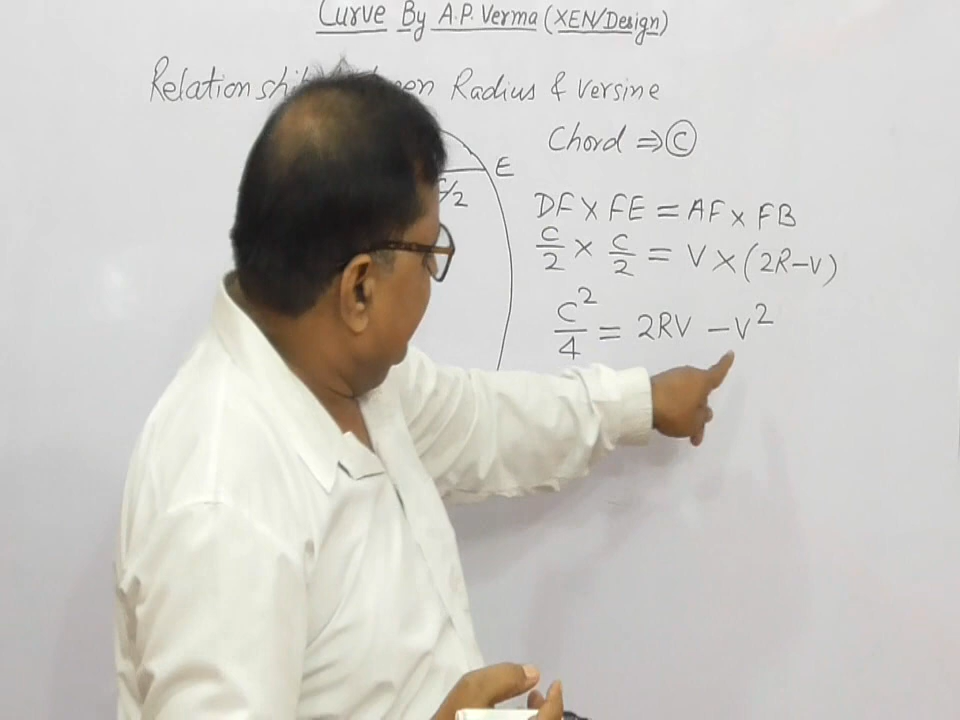 Curve By A.P. Verma (XEN/Design)
Radius & Versine
Chord ⇒ Ⓒ
E
DF × FE = AF × FB
C/2 × C/2 = V × (2R-V)
C²/4 = 2RV - V²